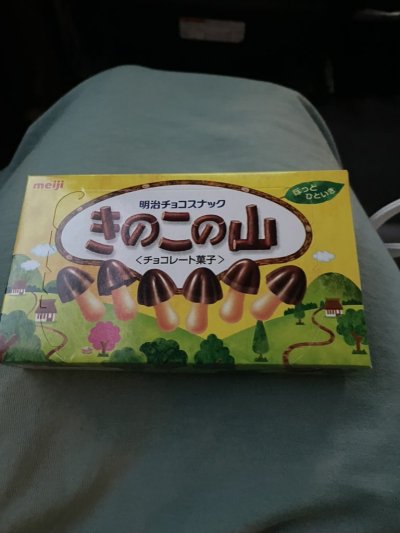 meiji
明治チョコスナック
ほっと
ひといき
きのこの山
〈チョコレート菓子〉